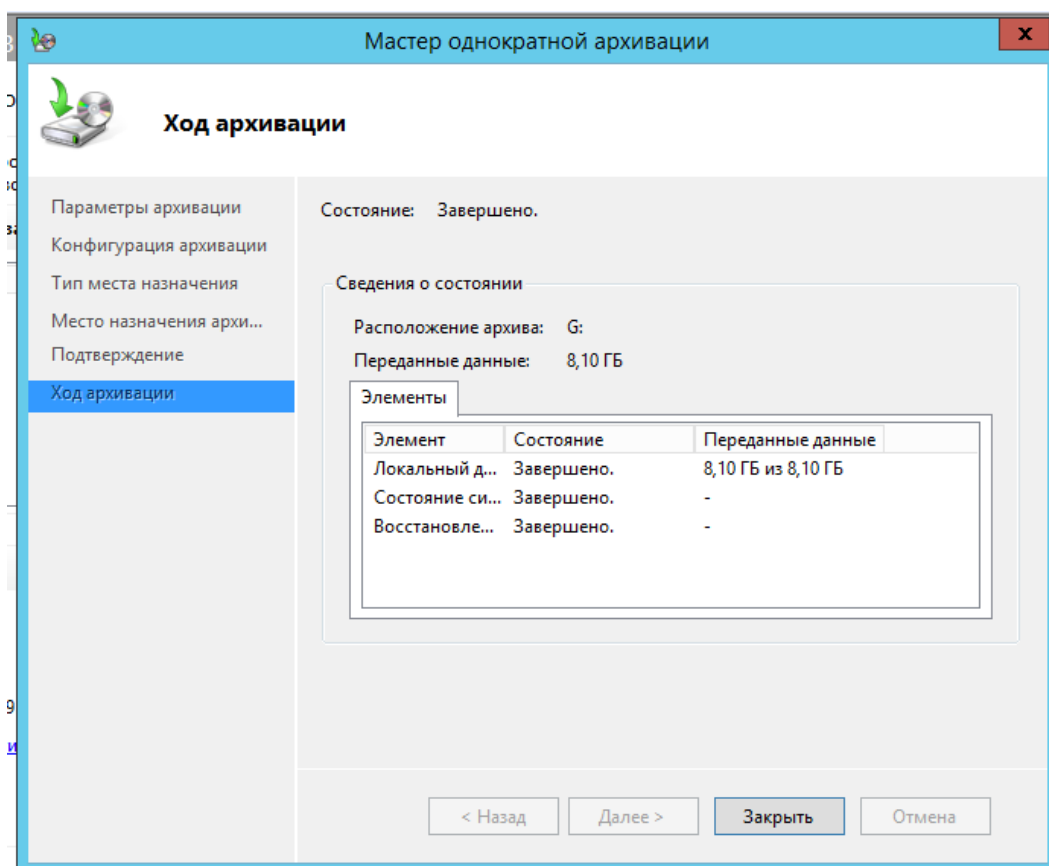 Мастер однократной архивации
x
Ход архивации
Параметры архивации
Конфигурация архивации
Тип места назначения
Место назначения архи...
Подтверждение
Ход архивации
Состояние: Завершено.
Сведения о состоянии
Расположение архива: G:
Переданные данные: 8,10 ГБ
Элементы
Элемент Состояние Переданные данные
Локальный д... Завершено. 8,10 ГБ из 8,10 ГБ
Состояние си... Завершено. -
Восстановле... Завершено. -
< Назад Далее > Закрыть Отмена